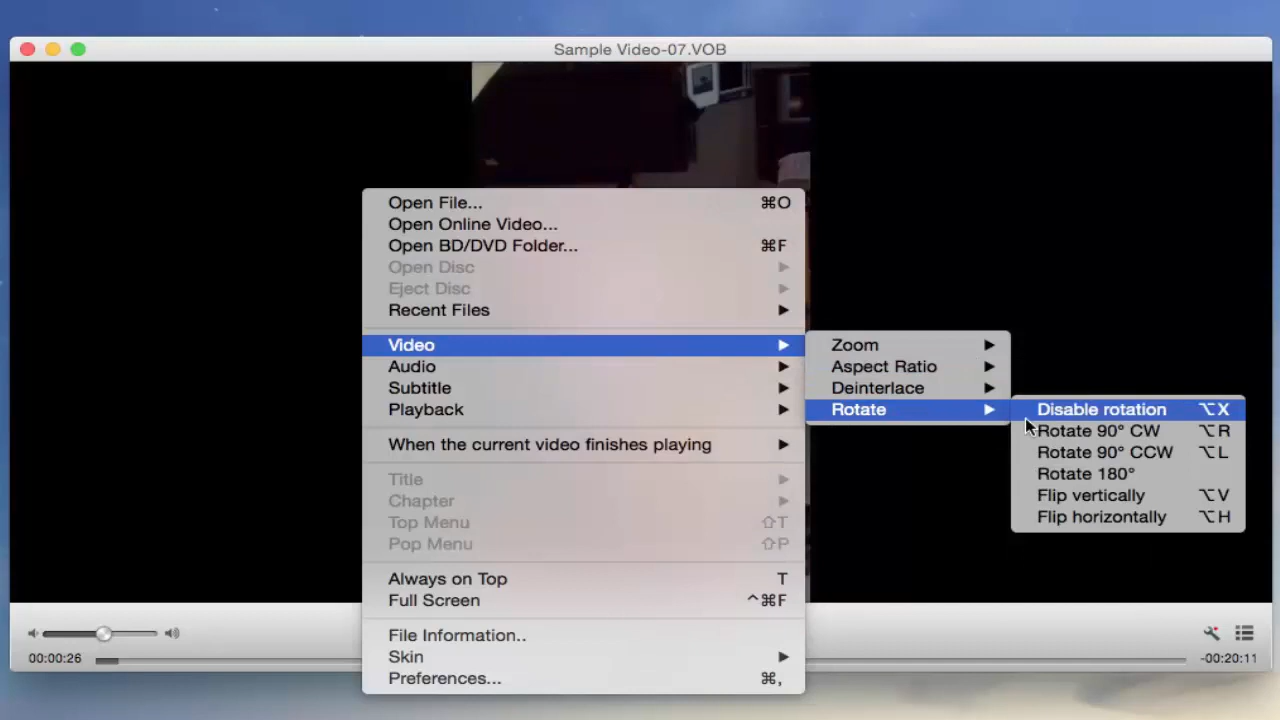 Sample Video-07.VOB
Open File... ⌘O
Open Online Video...
Open BD/DVD Folder... ⌘F
Open Disc
Eject Disc
Recent Files
Video
Audio
Subtitle
Playback
When the current video finishes playing
Title
Chapter
Top Menu ⇧T
Pop Menu ⇧P
Always on Top T
Full Screen ^⌘F
File Information..
Skin
Preferences... ⌘,
Zoom
Aspect Ratio
Deinterlace
Rotate
Disable rotation ⌥X
Rotate 90° CW ⌥R
Rotate 90° CCW ⌥L
Rotate 180°
Flip vertically ⌥V
Flip horizontally ⌥H
00:00:26
-00:20:11